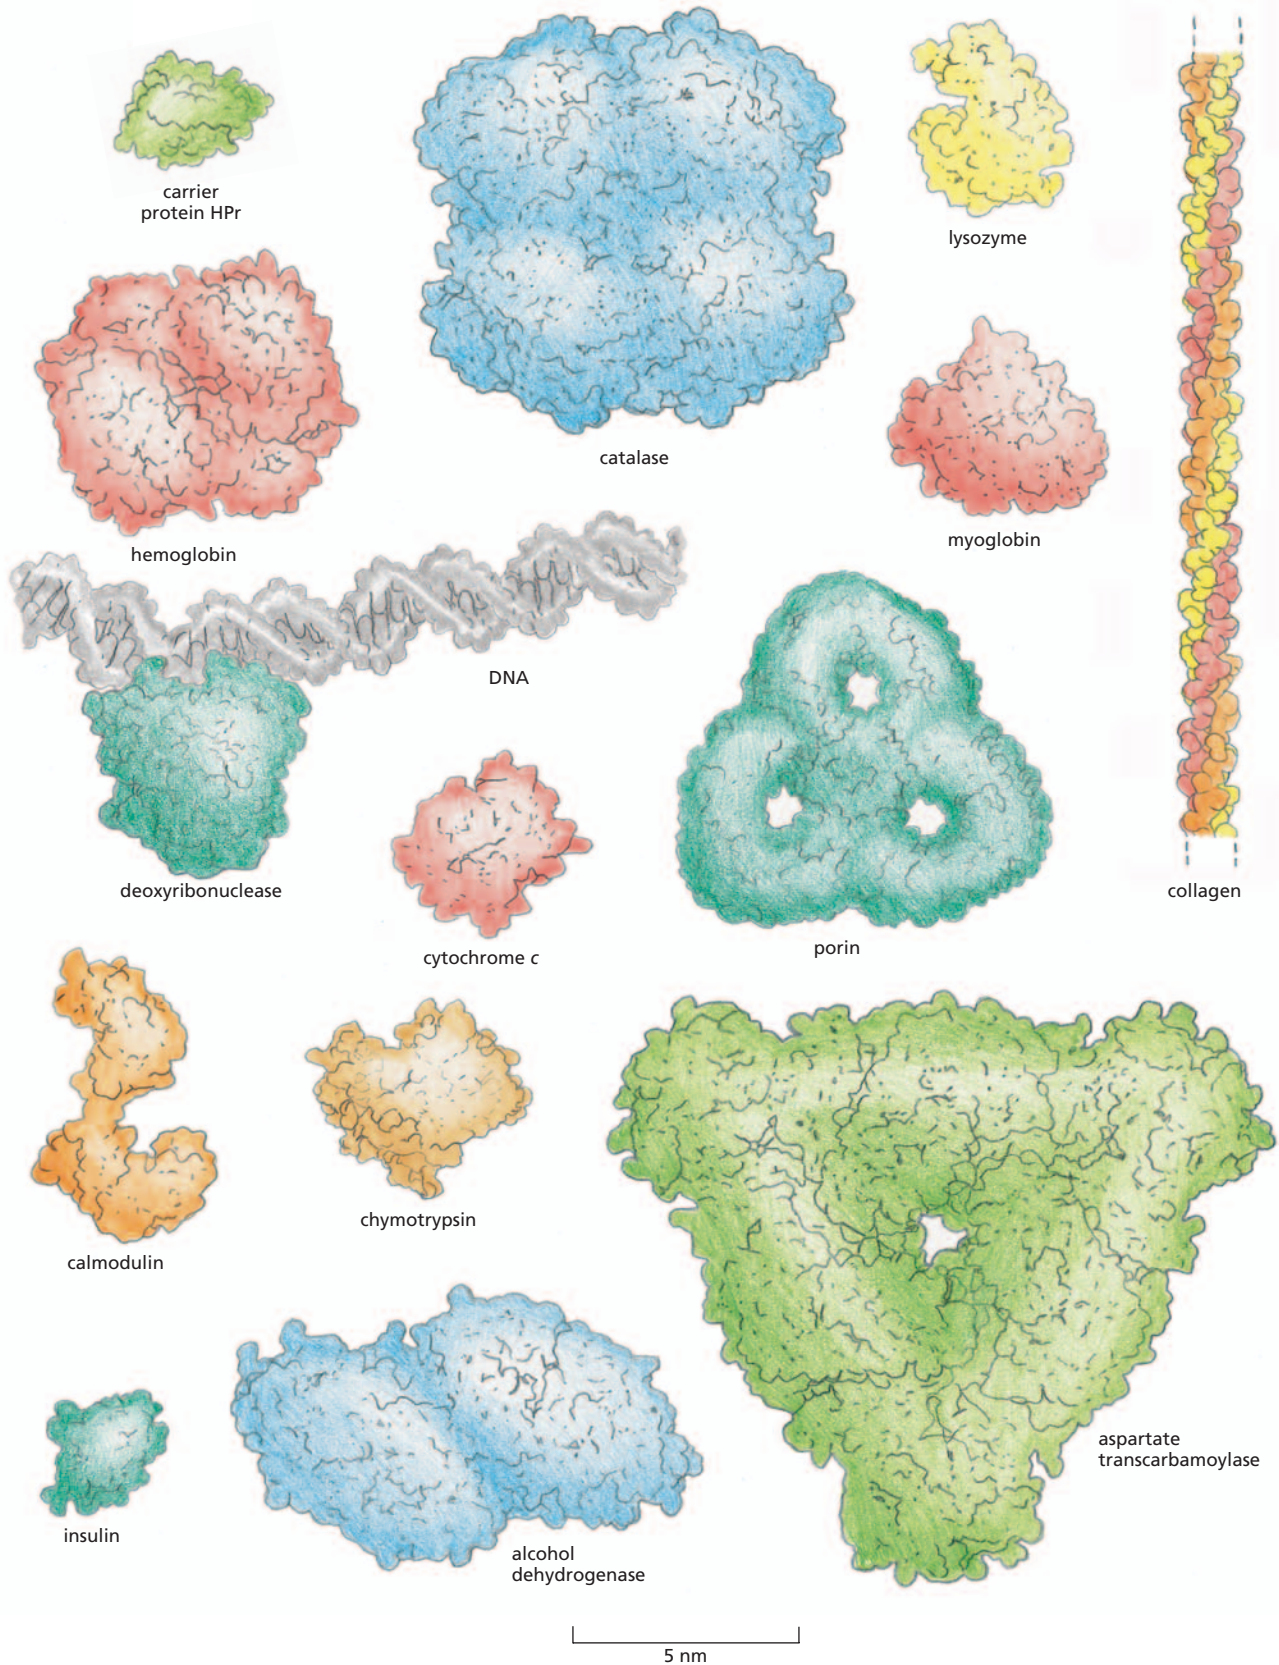 carrier
protein HPr
lysozyme
catalase
hemoglobin
myoglobin
DNA
deoxyribonuclease
collagen
cytochrome c
porin
chymotrypsin
calmodulin
aspartate
transcarbamoylase
insulin
alcohol
dehydrogenase
5 nm